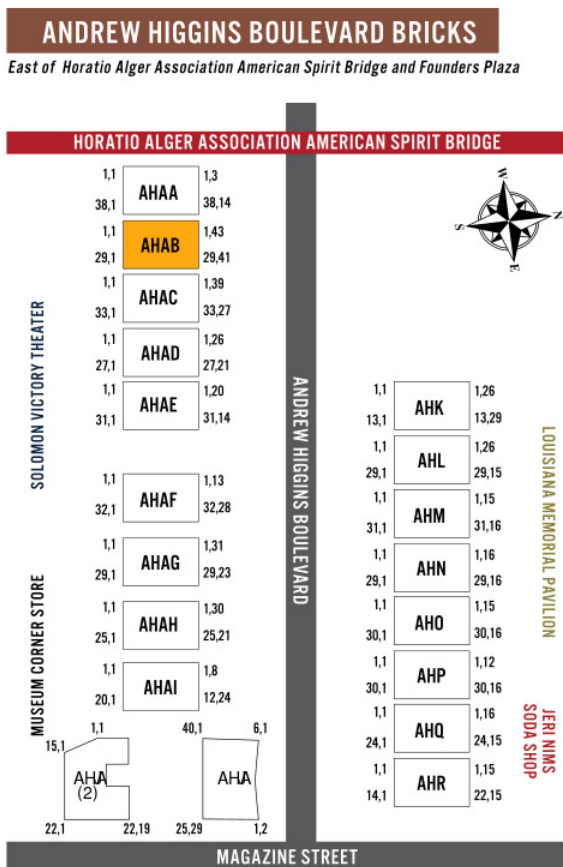 ANDREW HIGGINS BOULEVARD BRICKS
East of Horatio Alger Association American Spirit Bridge and Founders Plaza
HORATIO ALGER ASSOCIATION AMERICAN SPIRIT BRIDGE
W
N
S
E
1,1 AHAA 1,3
38,1 38,14
1,1 AHAB 1,43
29,1 29,41
1,1 AHAC 1,39
33,1 33,27
1,1 AHAD 1,26
27,1 27,21
1,1 AHAE 1,20
31,1 31,14
1,1 AHAF 1,13
32,1 32,28
1,1 AHAG 1,31
29,1 29,23
1,1 AHAH 1,30
25,1 25,21
1,1 AHAI 1,8
20,1 12,24
1,1
15,1
AHA
(2)
22,1 22,19
40,1 6,1
AHA
25,29 1,2
SOLOMON VICTORY THEATER
MUSEUM CORNER STORE
ANDREW HIGGINS BOULEVARD
1,1 AHK 1,26
13,1 13,29
1,1 AHL 1,26
29,1 29,15
1,1 AHM 1,15
31,1 31,16
1,1 AHN 1,16
29,1 29,16
1,1 AHO 1,15
30,1 30,16
1,1 AHP 1,12
30,1 30,16
1,1 AHQ 1,16
24,1 24,15
1,1 AHR 1,15
14,1 22,15
LOUISIANA MEMORIAL PAVILION
JERI NIMS
SODA SHOP
MAGAZINE STREET